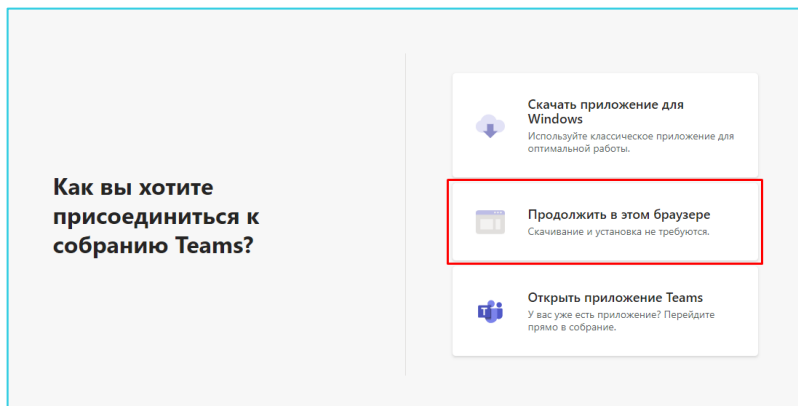 Как вы хотите
присоединиться к
собранию Teams?
Скачать приложение для
Windows
Используйте классическое приложение для
оптимальной работы.
Продолжить в этом браузере
Скачивание и установка не требуются.
Открыть приложение Teams
У вас уже есть приложение? Перейдите
прямо в собрание.